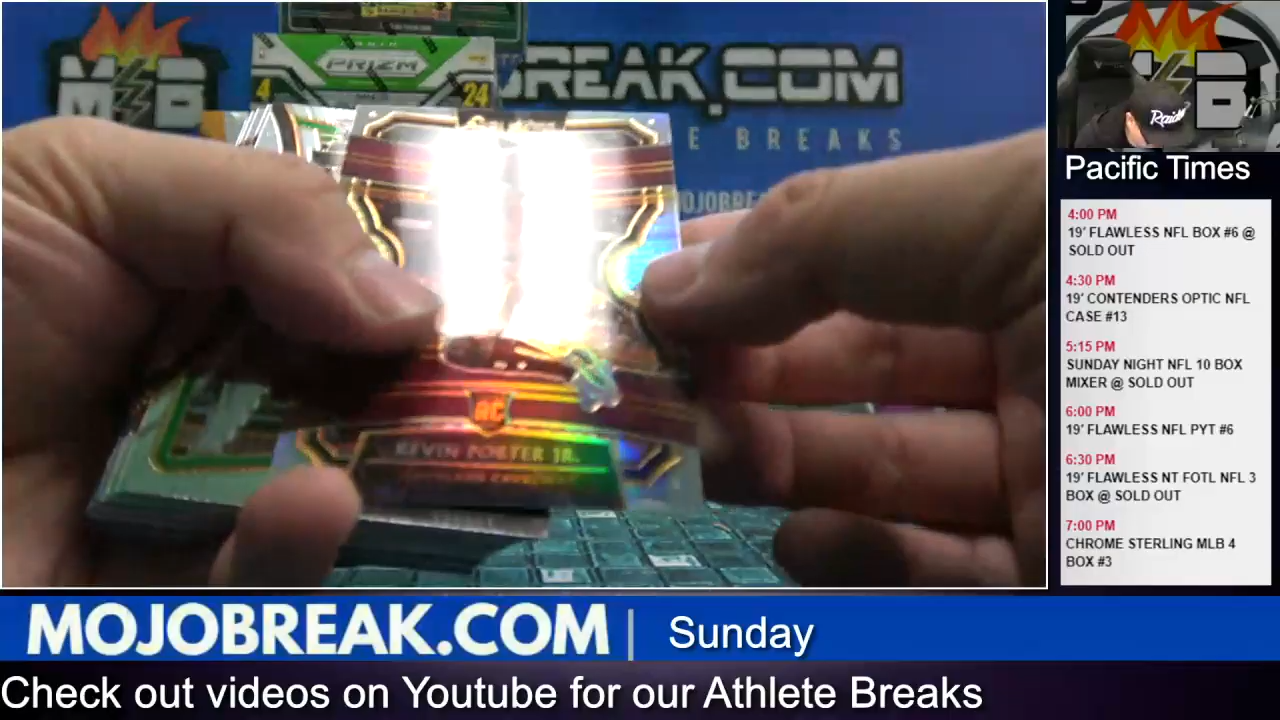 PRIZM
4
24
BREAK.COM
E BREAKS
RC
KEVIN PORTER JR.
Raiders
Pacific Times
4:00 PM
19' FLAWLESS NFL BOX #6 @
SOLD OUT
4:30 PM
19' CONTENDERS OPTIC NFL
CASE #13
5:15 PM
SUNDAY NIGHT NFL 10 BOX
MIXER @ SOLD OUT
6:00 PM
19' FLAWLESS NFL PYT #6
6:30 PM
19' FLAWLESS NT FOTL NFL 3
BOX @ SOLD OUT
7:00 PM
CHROME STERLING MLB 4
BOX #3
MOJOBREAK.COM | Sunday
Check out videos on Youtube for our Athlete Breaks